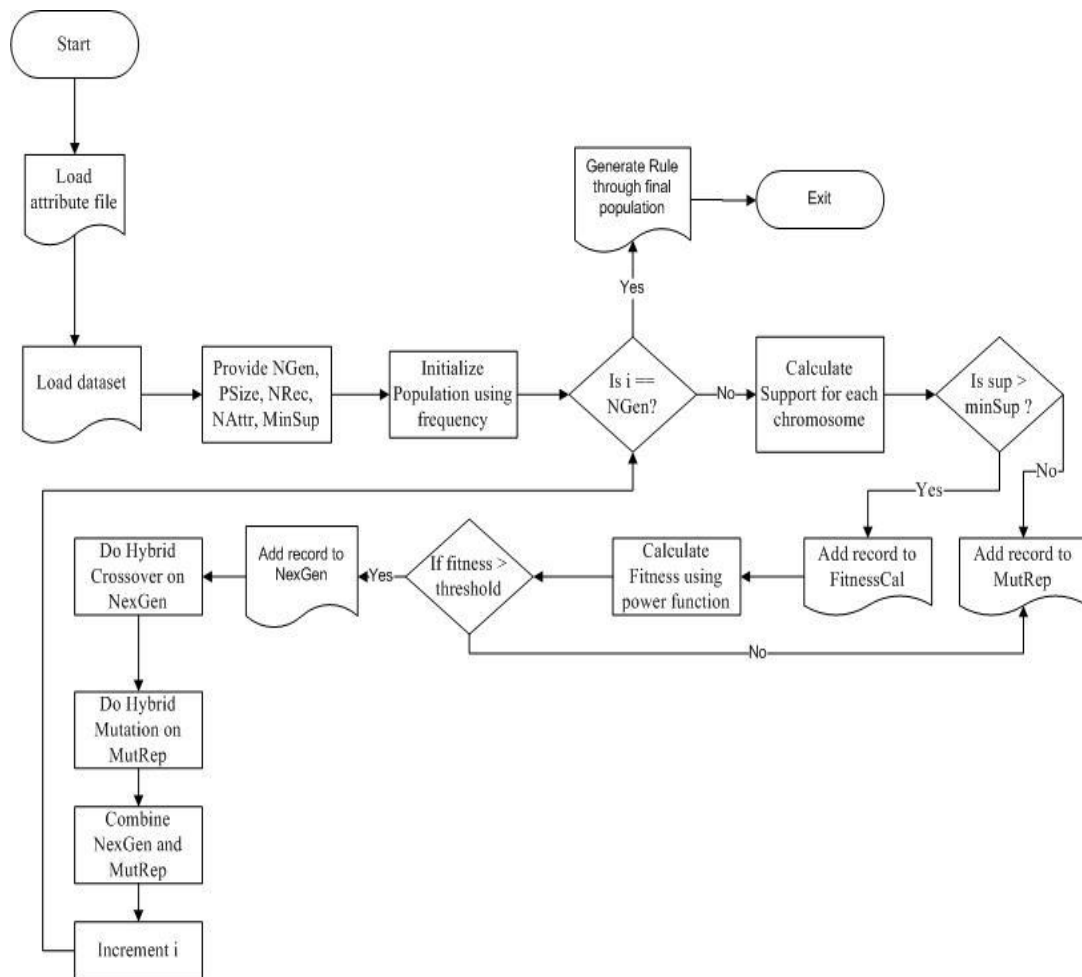 Start
Load
attribute file
Load dataset
Provide NGen,
PSize, NRec,
NAttr, MinSup
Initialize
Population using
frequency
Is i ==
NGen?
Yes
Generate Rule
through final
population
Exit
No
Calculate
Support for each
chromosome
Is sup >
minSup ?
No
Yes
Add record to
MutRep
Add record to
FitnessCal
Calculate
Fitness using
power function
If fitness >
threshold
No
Yes
Add record to
NexGen
Do Hybrid
Crossover on
NexGen
Do Hybrid
Mutation on
MutRep
Combine
NexGen and
MutRep
Increment i